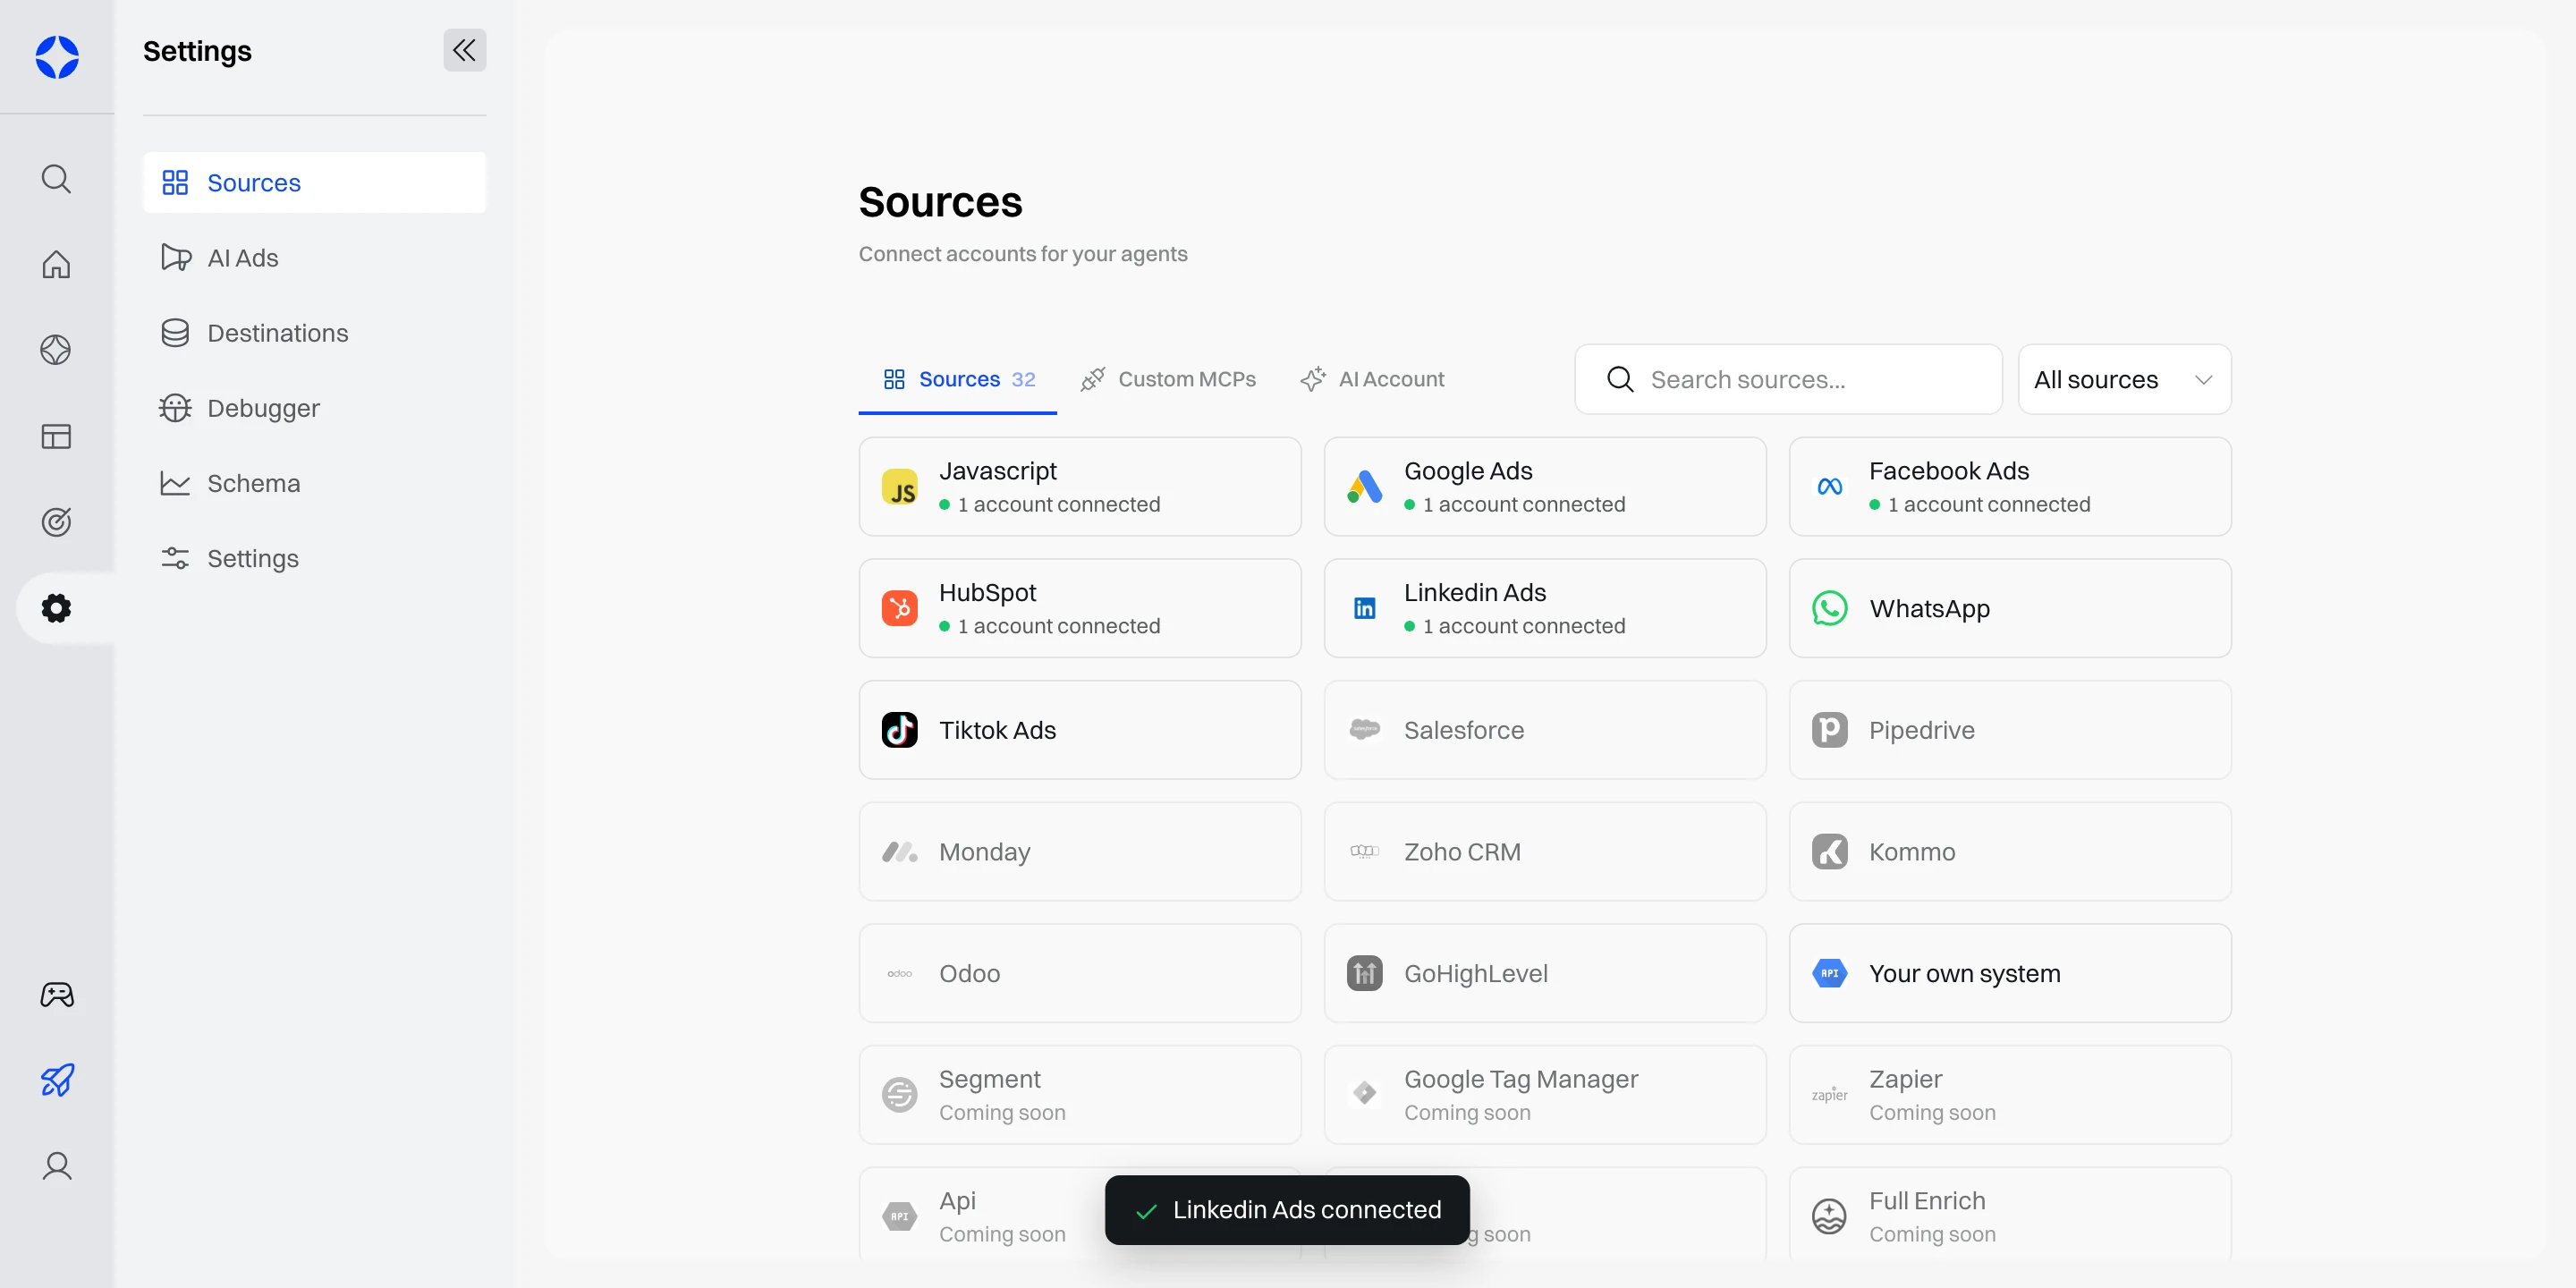 Settings
Sources
AI Ads
Destinations
Debugger
Schema
Settings
Sources
Connect accounts for your agents
Sources 32
Custom MCPs
AI Account
Search sources...
All sources
JS
Javascript
1 account connected
Google Ads
1 account connected
Facebook Ads
1 account connected
HubSpot
1 account connected
in
Linkedin Ads
1 account connected
WhatsApp
Tiktok Ads
Salesforce
Pipedrive
Monday
Zoho CRM
Kommo
odoo
Odoo
GoHighLevel
API
Your own system
Segment
Coming soon
Google Tag Manager
Coming soon
zapier
Zapier
Coming soon
API
Api
Coming soon
g soon
Full Enrich
Coming soon
Linkedin Ads connected